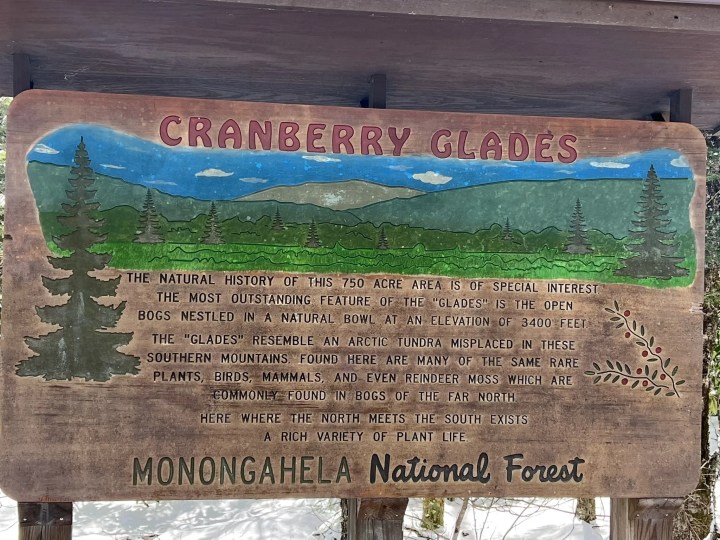 CRANBERRY GLADES
THE NATURAL HISTORY OF THIS 750 ACRE AREA IS OF SPECIAL INTEREST
THE MOST OUTSTANDING FEATURE OF THE "GLADES" IS THE OPEN
BOGS NESTLED IN A NATURAL BOWL AT AN ELEVATION OF 3400 FEET
THE "GLADES" RESEMBLE AN ARCTIC TUNDRA MISPLACED IN THESE
SOUTHERN MOUNTAINS. FOUND HERE ARE MANY OF THE SAME RARE
PLANTS, BIRDS, MAMMALS, AND EVEN REINDEER MOSS WHICH ARE
COMMONLY FOUND IN BOGS OF THE FAR NORTH
HERE WHERE THE NORTH MEETS THE SOUTH EXISTS
A RICH VARIETY OF PLANT LIFE
MONONGAHELA National Forest